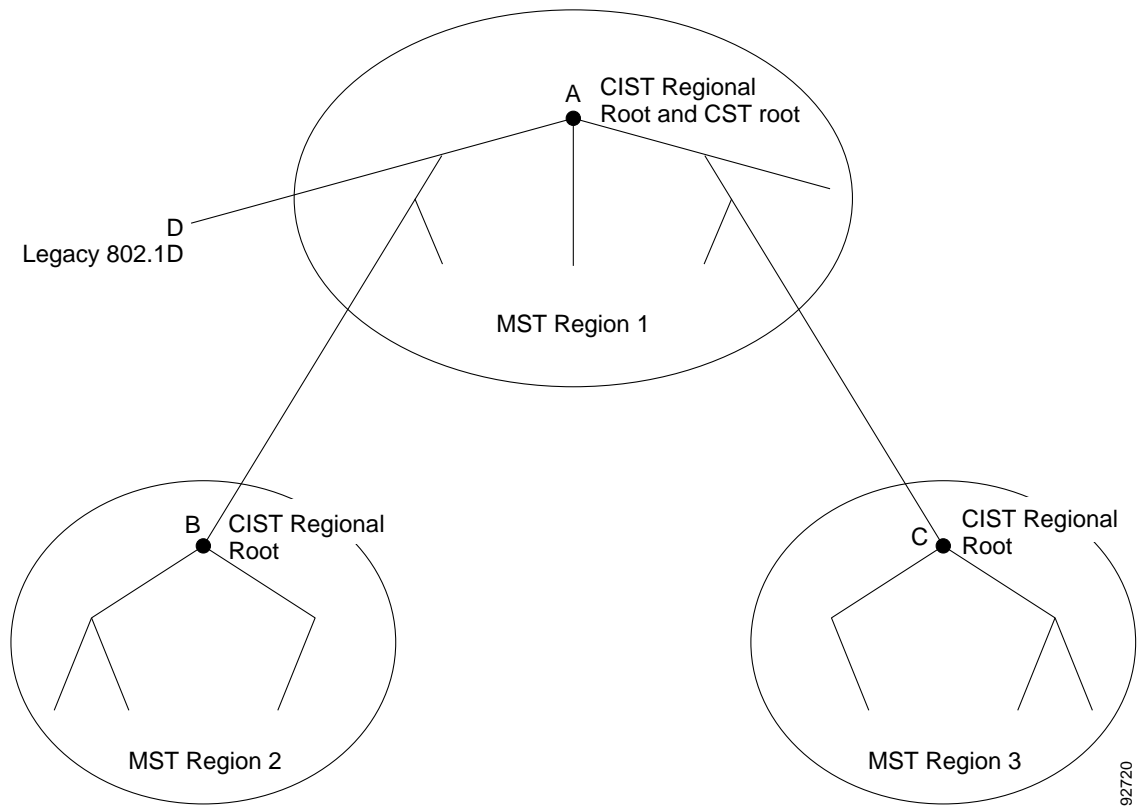 A
CIST Regional
Root and CST root
D
Legacy 802.1D
MST Region 1
B
CIST Regional
Root
C
CIST Regional
Root
MST Region 2
MST Region 3
92720